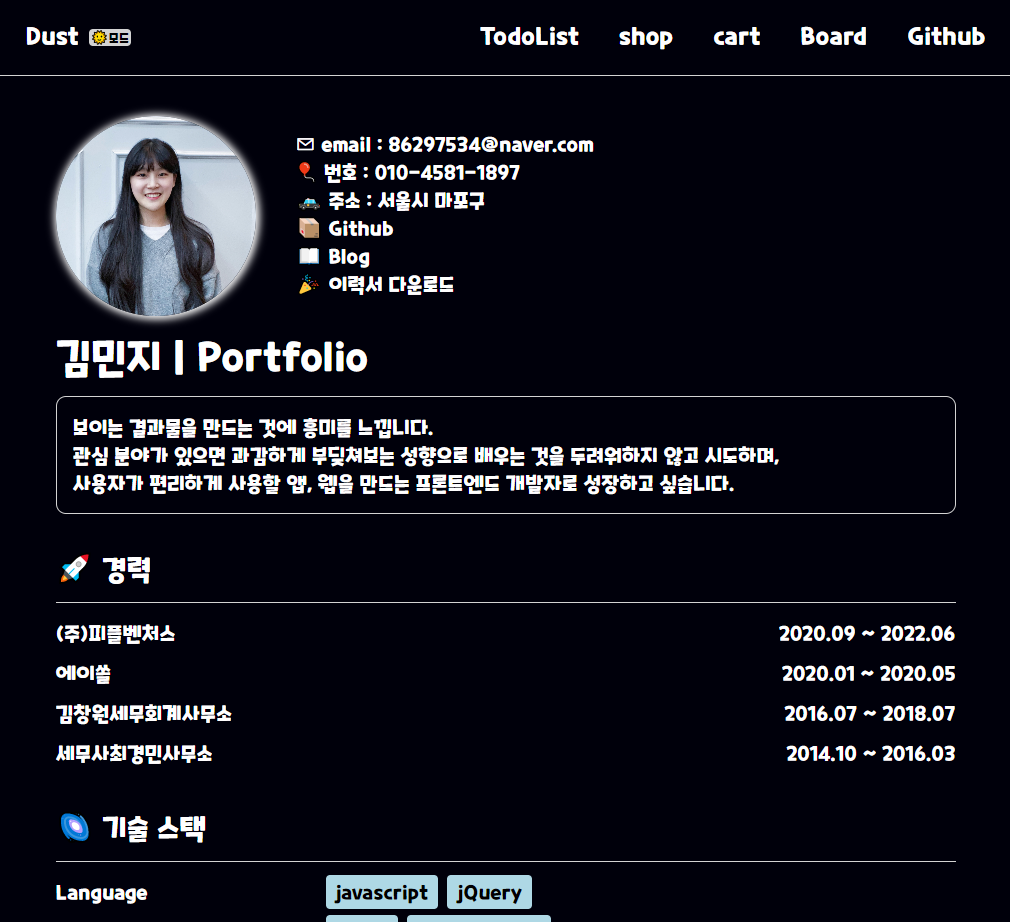 Dust 모드
TodoList shop cart Board Github
email : 86297534@naver.com
번호 : 010-4581-1897
주소 : 서울시 마포구
Github
Blog
이력서 다운로드
김민지 | Portfolio
보이는 결과물을 만드는 것에 흥미를 느낍니다.
관심 분야가 있으면 과감하게 부딪쳐보는 성향으로 배우는 것을 두려워하지 않고 시도하며,
사용자가 편리하게 사용할 앱, 웹을 만드는 프론트엔드 개발자로 성장하고 싶습니다.
경력
(주)피플벤처스 2020.09 ~ 2022.06
에이쏠 2020.01 ~ 2020.05
김창원세무회계사무소 2016.07 ~ 2018.07
세무사최경민사무소 2014.10 ~ 2016.03
기술 스택
Language javascript jQuery